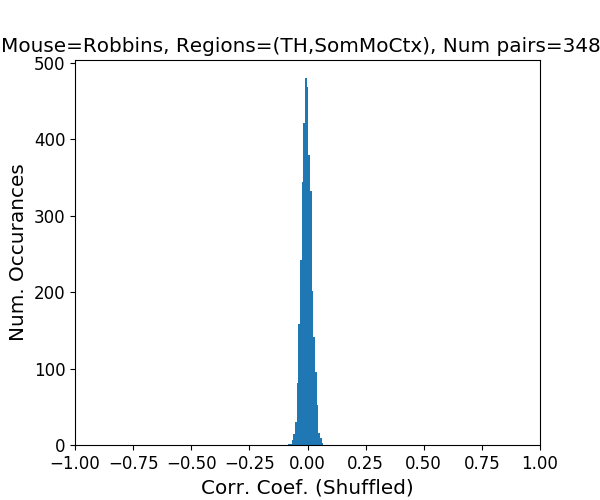 Mouse=Robbins, Regions=(TH,SomMoCtx), Num pairs=348
500
400
300
200
100
0
Num. Occurances
−1.00 −0.75 −0.50 −0.25 0.00 0.25 0.50 0.75 1.00
Corr. Coef. (Shuffled)